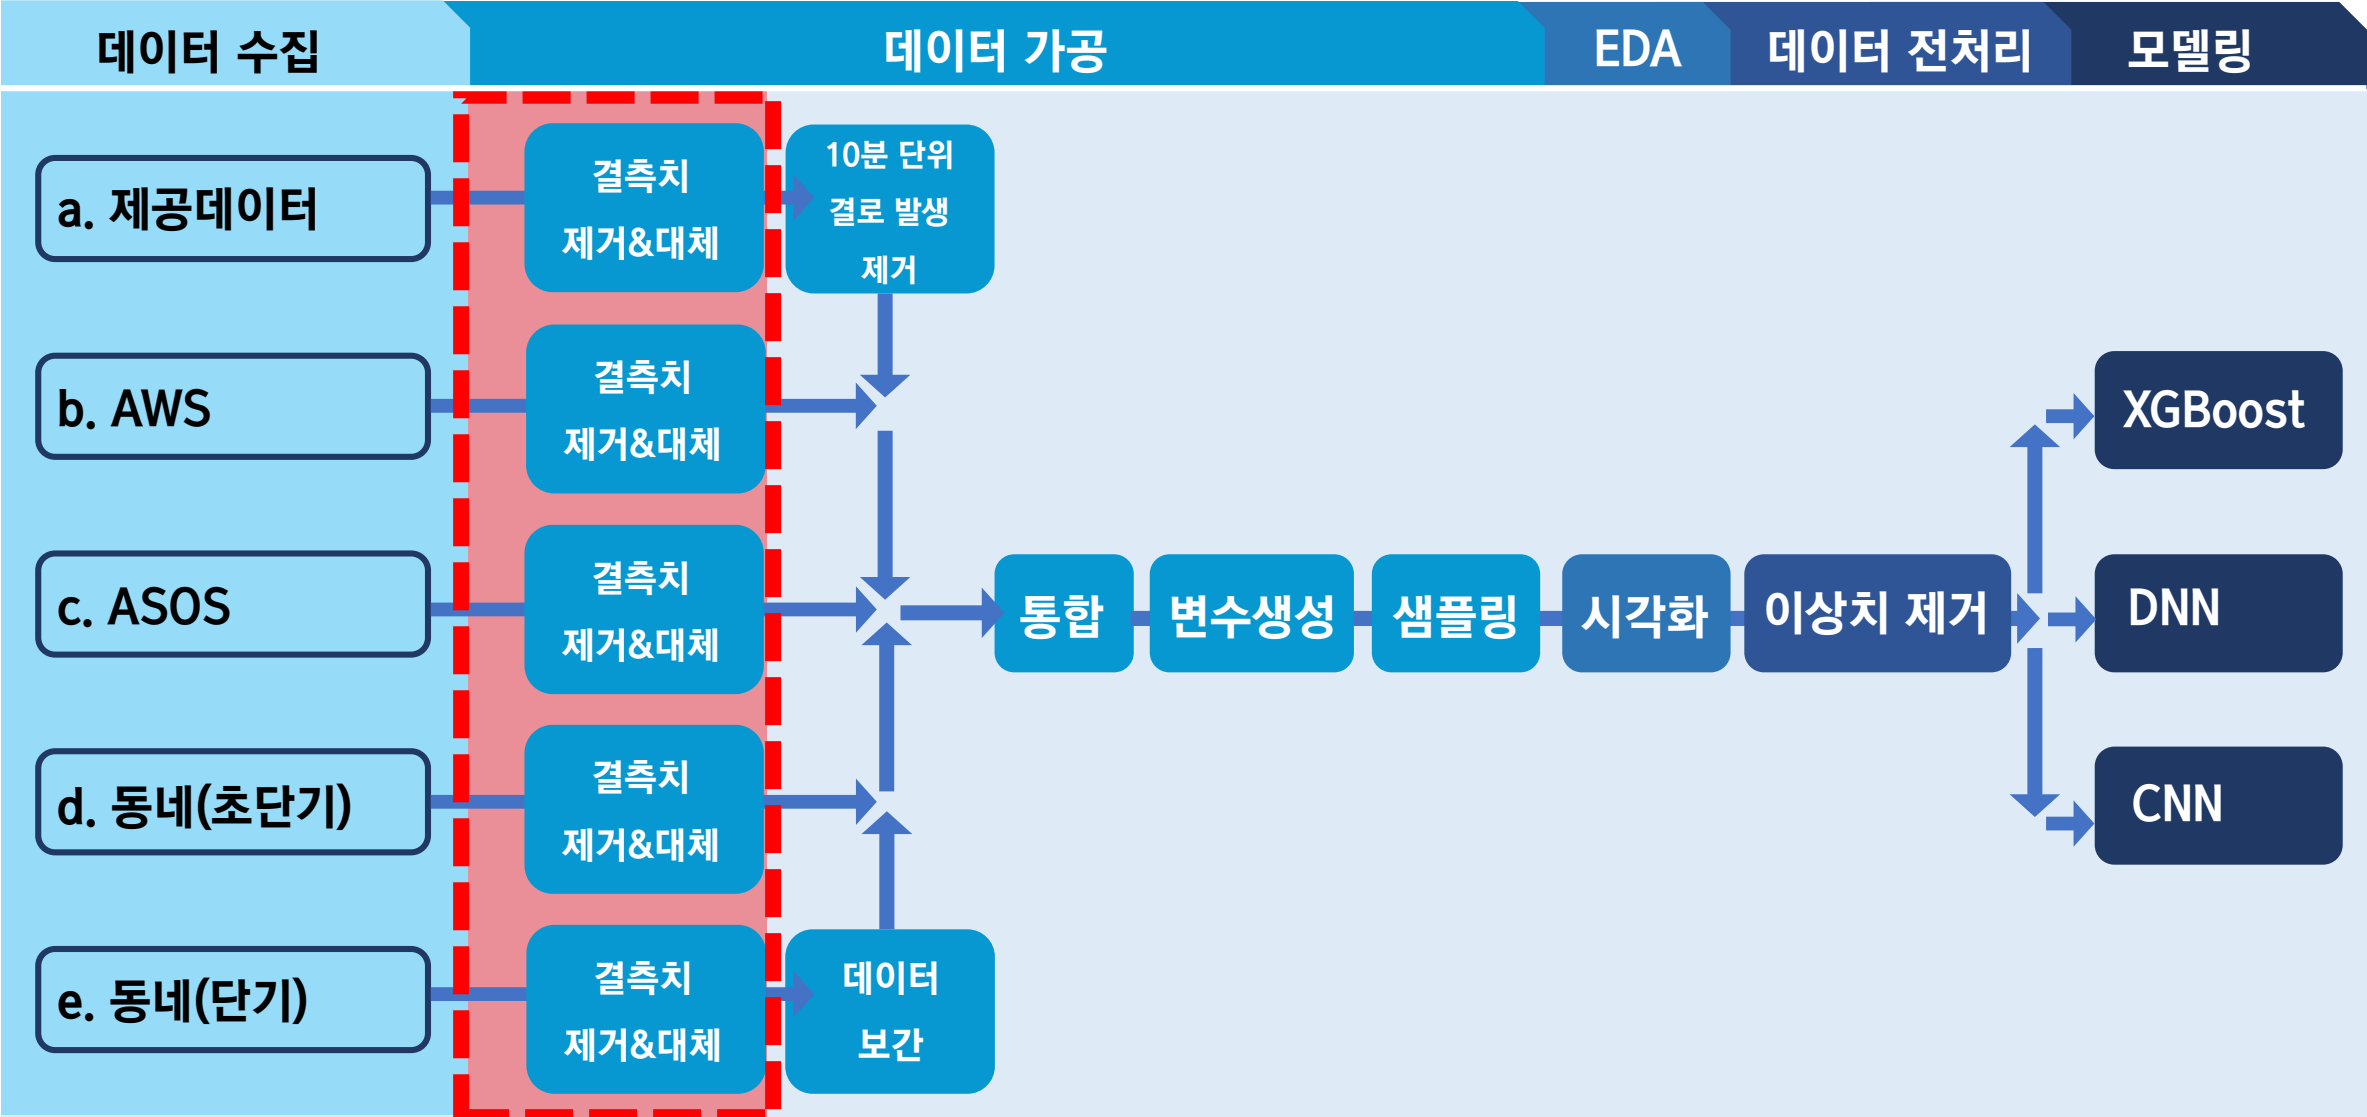 데이터 수집
데이터 가공
EDA
데이터 전처리
모델링
a. 제공데이터
결측치
제거&대체
10분 단위
결로 발생
제거
b. AWS
결측치
제거&대체
c. ASOS
결측치
제거&대체
d. 동네(초단기)
결측치
제거&대체
e. 동네(단기)
결측치
제거&대체
데이터
보간
통합
변수생성
샘플링
시각화
이상치 제거
XGBoost
DNN
CNN